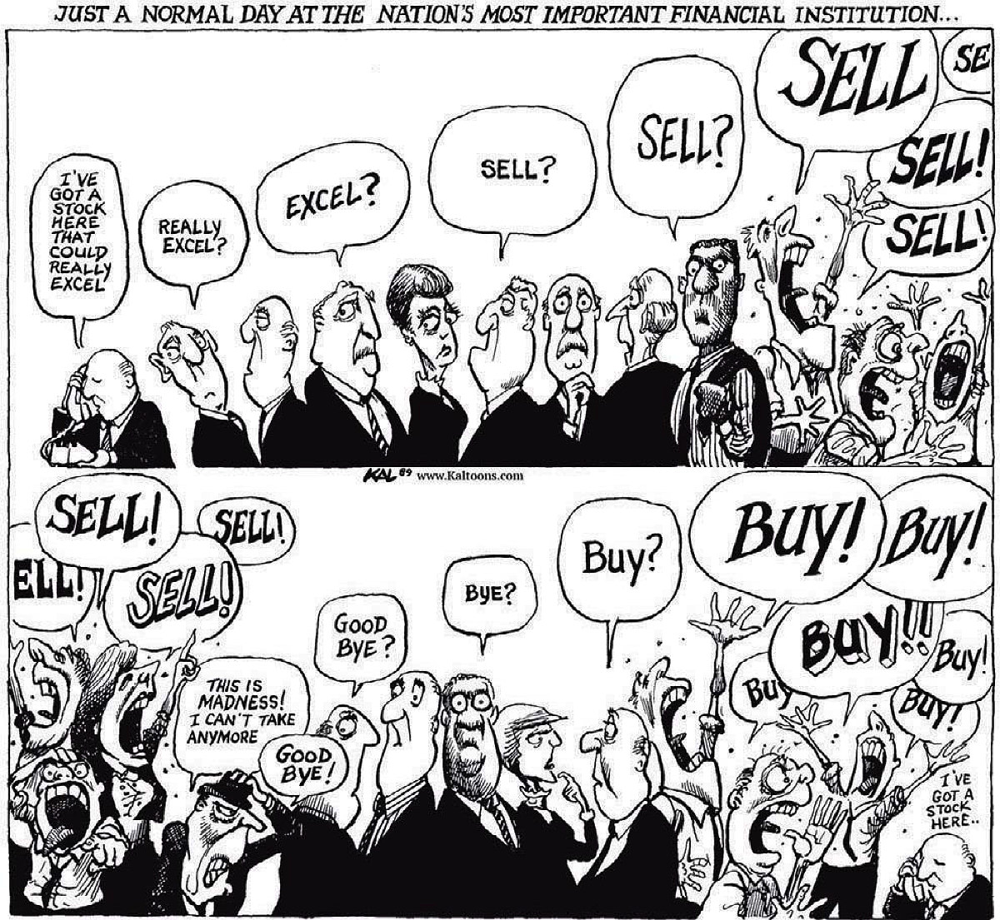 JUST A NORMAL DAY AT THE NATION'S MOST IMPORTANT FINANCIAL INSTITUTION...
I'VE
GOT A
STOCK
HERE
THAT
COULD
REALLY
EXCEL
REALLY
EXCEL?
EXCEL?
SELL?
SELL?
SELL
SE
SELL!
SELL!
KAL 89 www.Kaltoons.com
SELL!
SELL!
ELL!
SELL!
THIS IS
MADNESS!
I CAN'T TAKE
ANYMORE
GOOD
BYE!
GOOD
BYE?
BYE?
BUY?
BUY!
BUY!
BUY!!
BUY!
BUY
BUY!
I'VE
GOT A
STOCK
HERE..